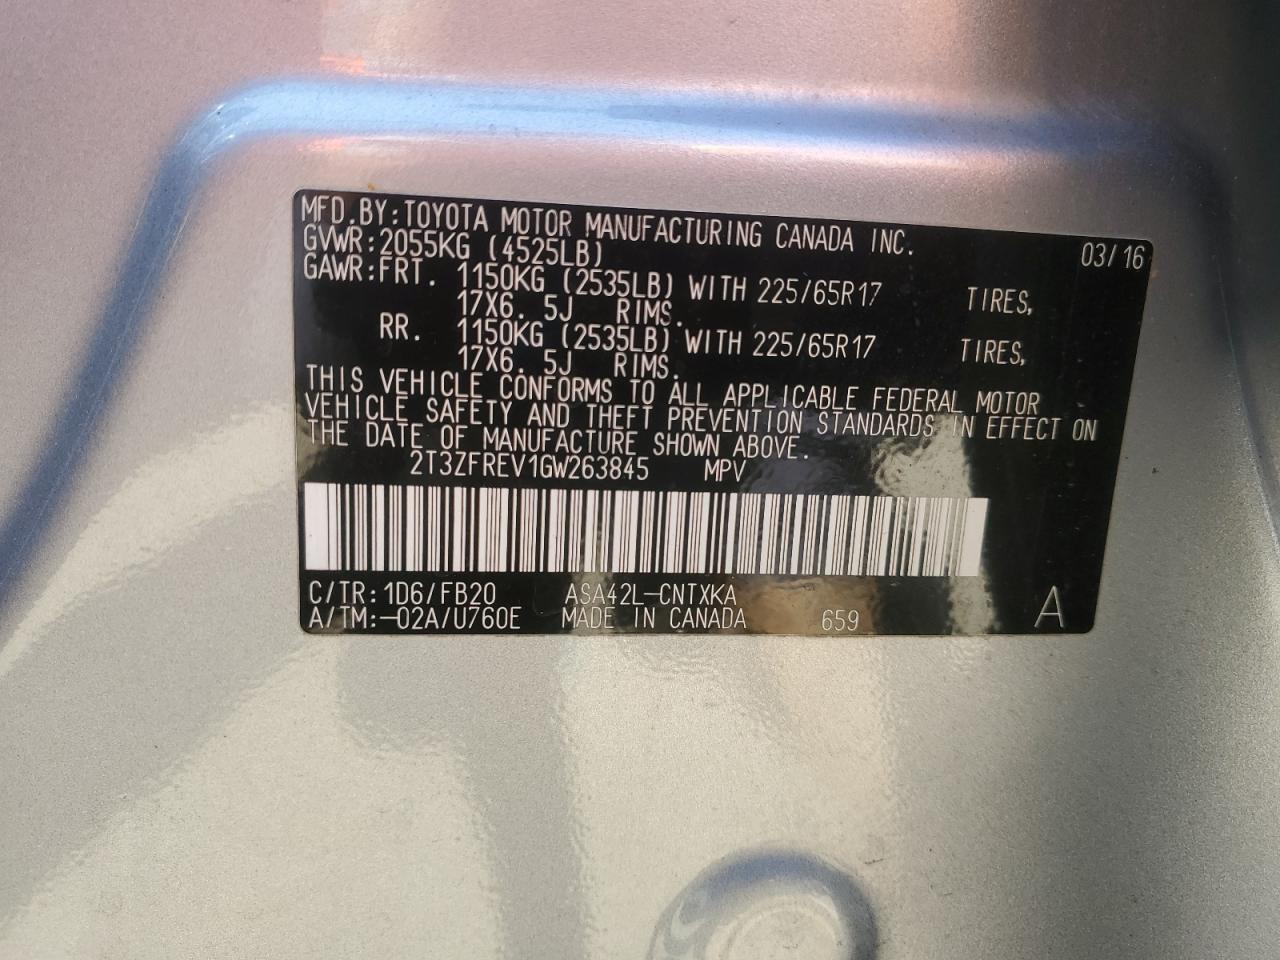 MFD.BY:TOYOTA MOTOR MANUFACTURING CANADA INC. 03/16
GVWR:2055KG (4525LB)
GAWR:FRT. 1150KG (2535LB) WITH 225/65R17 TIRES,
17X6. 5J RIMS.
RR. 1150KG (2535LB) WITH 225/65R17 TIRES,
17X6. 5J RIMS.
THIS VEHICLE CONFORMS TO ALL APPLICABLE FEDERAL MOTOR
VEHICLE SAFETY AND THEFT PREVENTION STANDARDS IN EFFECT ON
THE DATE OF MANUFACTURE SHOWN ABOVE.
2T3ZFREV1GW263845 MPV
C/TR:1D6/FB20 ASA42L-CNTXKA
A/TM:-02A/U760E MADE IN CANADA 659 A